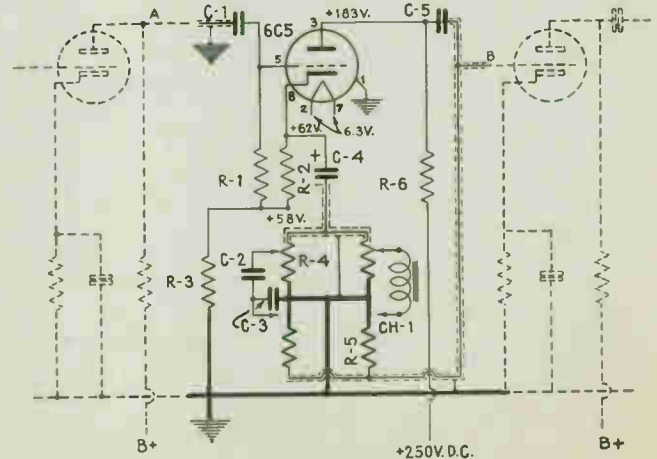 A
C-1
6C5
3
+183V.
C-5
5
8
1
B
2
7
+62V.
6.3V.
+
C-4
R-1
R-2
R-6
+58V.
C-2
R-4
R-3
C-3
CH-1
R-5
B+
+250V.D.C.
B+